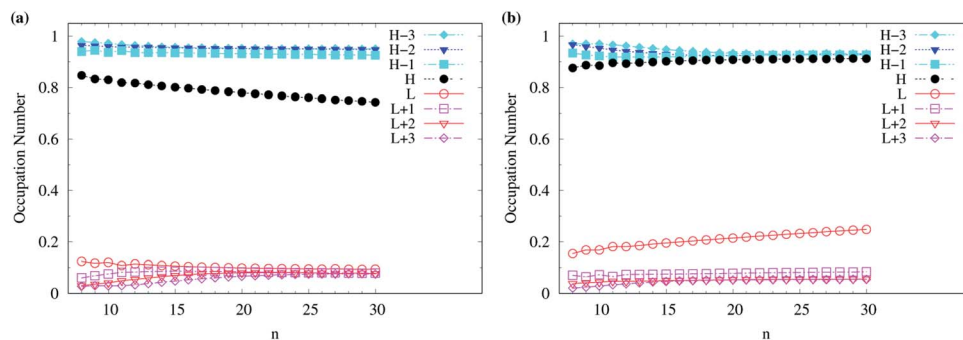 (a)
Occupation Number
1
0.8
0.6
0.4
0.2
0
10
15
20
25
30
n
H−3
H−2
H−1
H
L
L+1
L+2
L+3
(b)
Occupation Number
1
0.8
0.6
0.4
0.2
0
10
15
20
25
30
n
H−3
H−2
H−1
H
L
L+1
L+2
L+3